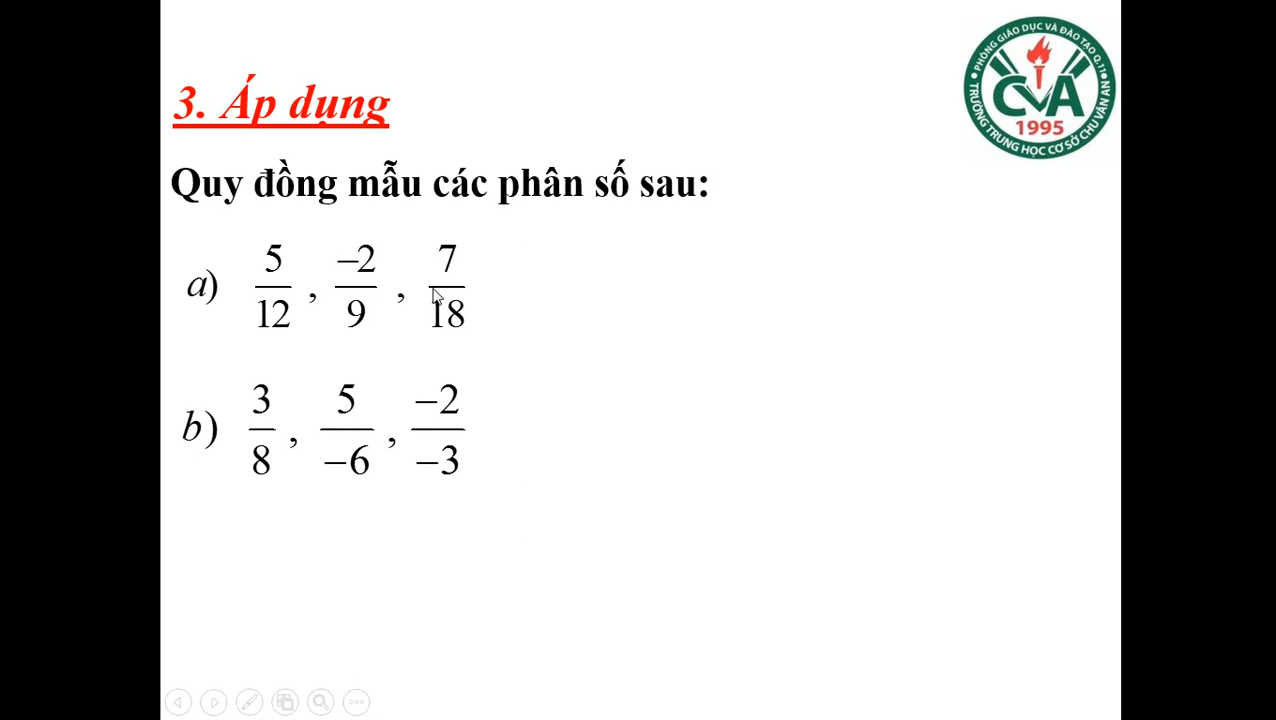 3. Áp dụng
PHÒNG GIÁO DỤC VÀ ĐÀO TẠO Q.11
CVA
1995
TRƯỜNG TRUNG HỌC CƠ SỞ CHU VĂN AN
Quy đồng mẫu các phân số sau:
a) 5/12 , −2/9 , 7/18
b) 3/8 , 5/−6 , −2/−3